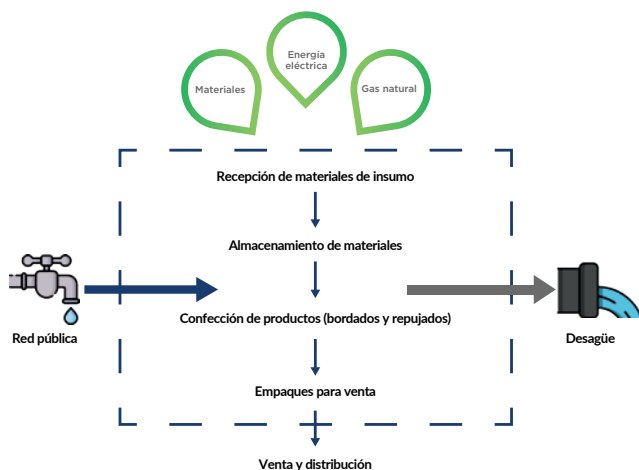 Energía
eléctrica
Materiales
Gas natural
Recepción de materiales de insumo
Almacenamiento de materiales
Confección de productos (bordados y repujados)
Red pública
Desagüe
Empaques para venta
Venta y distribución